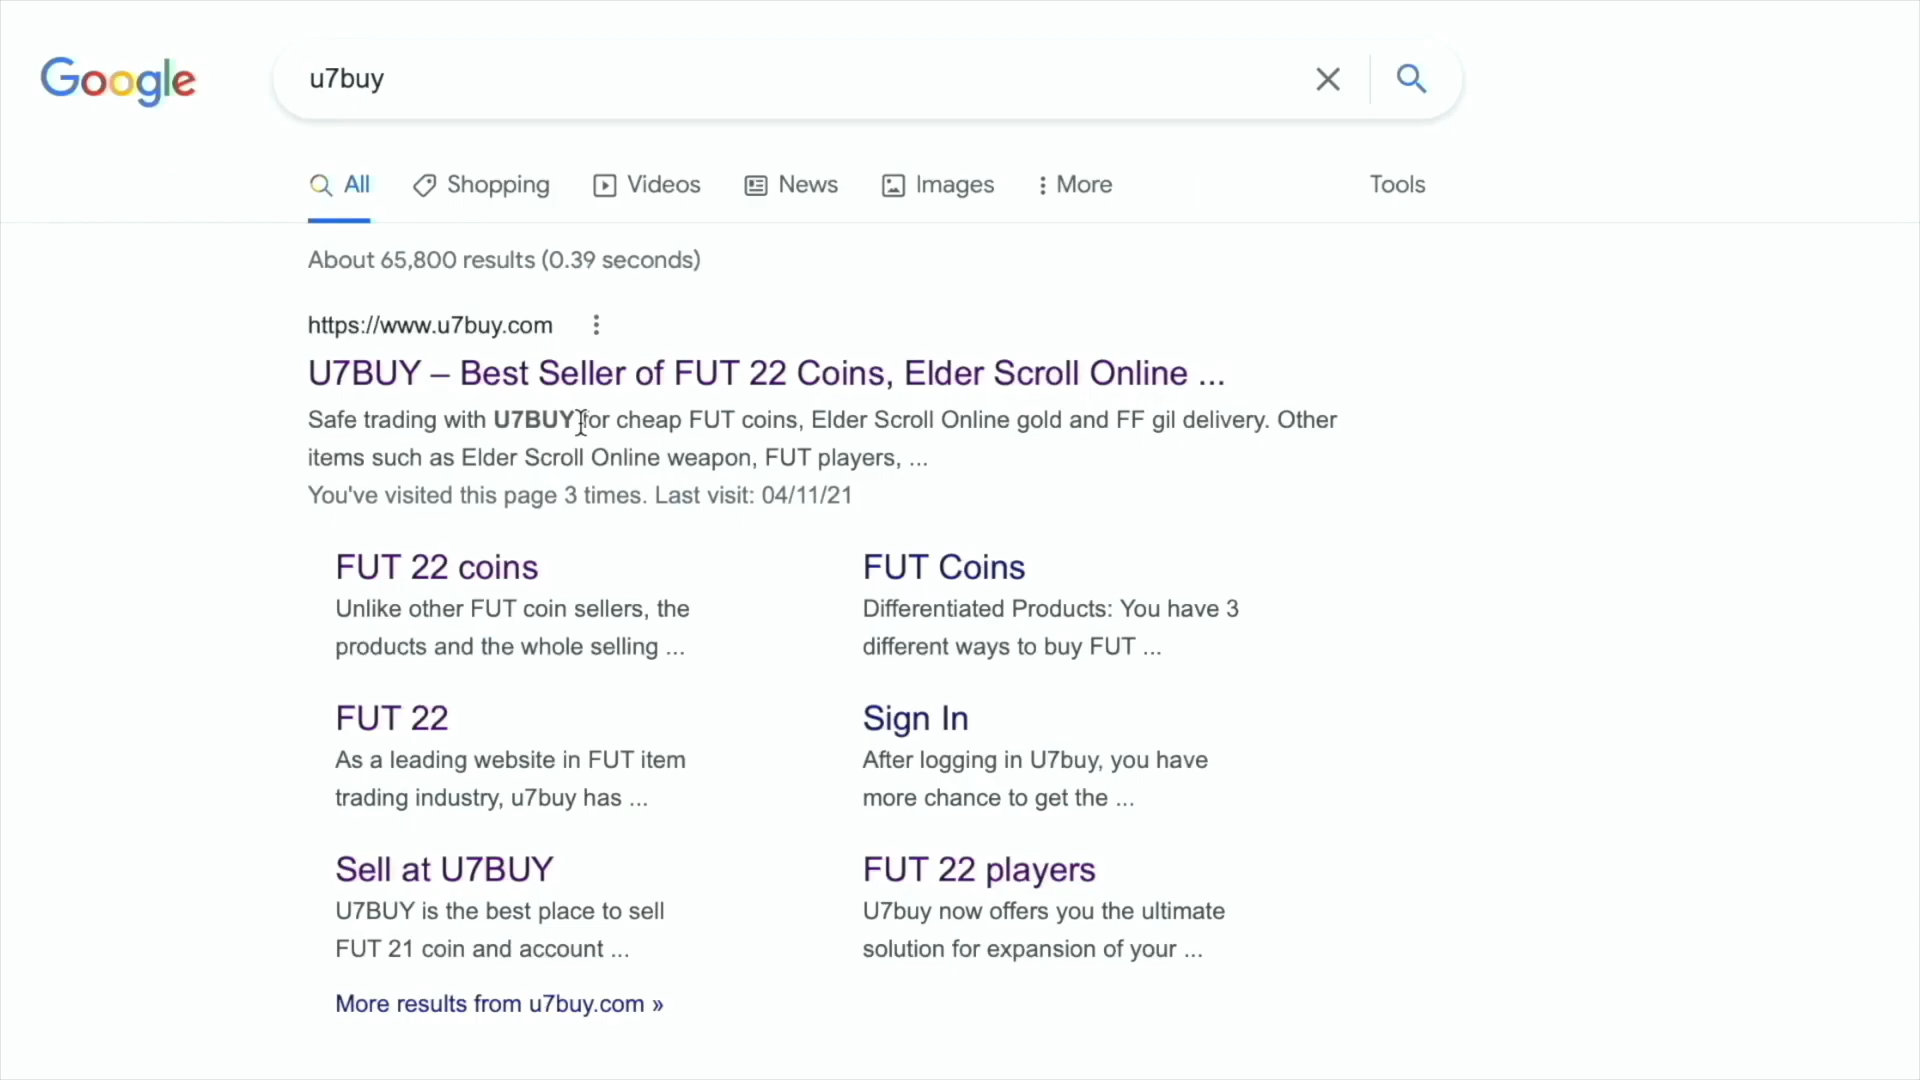 Google
u7buy
All Shopping Videos News Images More Tools
About 65,800 results (0.39 seconds)
https://www.u7buy.com
U7BUY – Best Seller of FUT 22 Coins, Elder Scroll Online ...
Safe trading with U7BUY for cheap FUT coins, Elder Scroll Online gold and FF gil delivery. Other
items such as Elder Scroll Online weapon, FUT players, ...
You've visited this page 3 times. Last visit: 04/11/21
FUT 22 coins
Unlike other FUT coin sellers, the
products and the whole selling ...
FUT Coins
Differentiated Products: You have 3
different ways to buy FUT ...
FUT 22
As a leading website in FUT item
trading industry, u7buy has ...
Sign In
After logging in U7buy, you have
more chance to get the ...
Sell at U7BUY
U7BUY is the best place to sell
FUT 21 coin and account ...
FUT 22 players
U7buy now offers you the ultimate
solution for expansion of your ...
More results from u7buy.com »